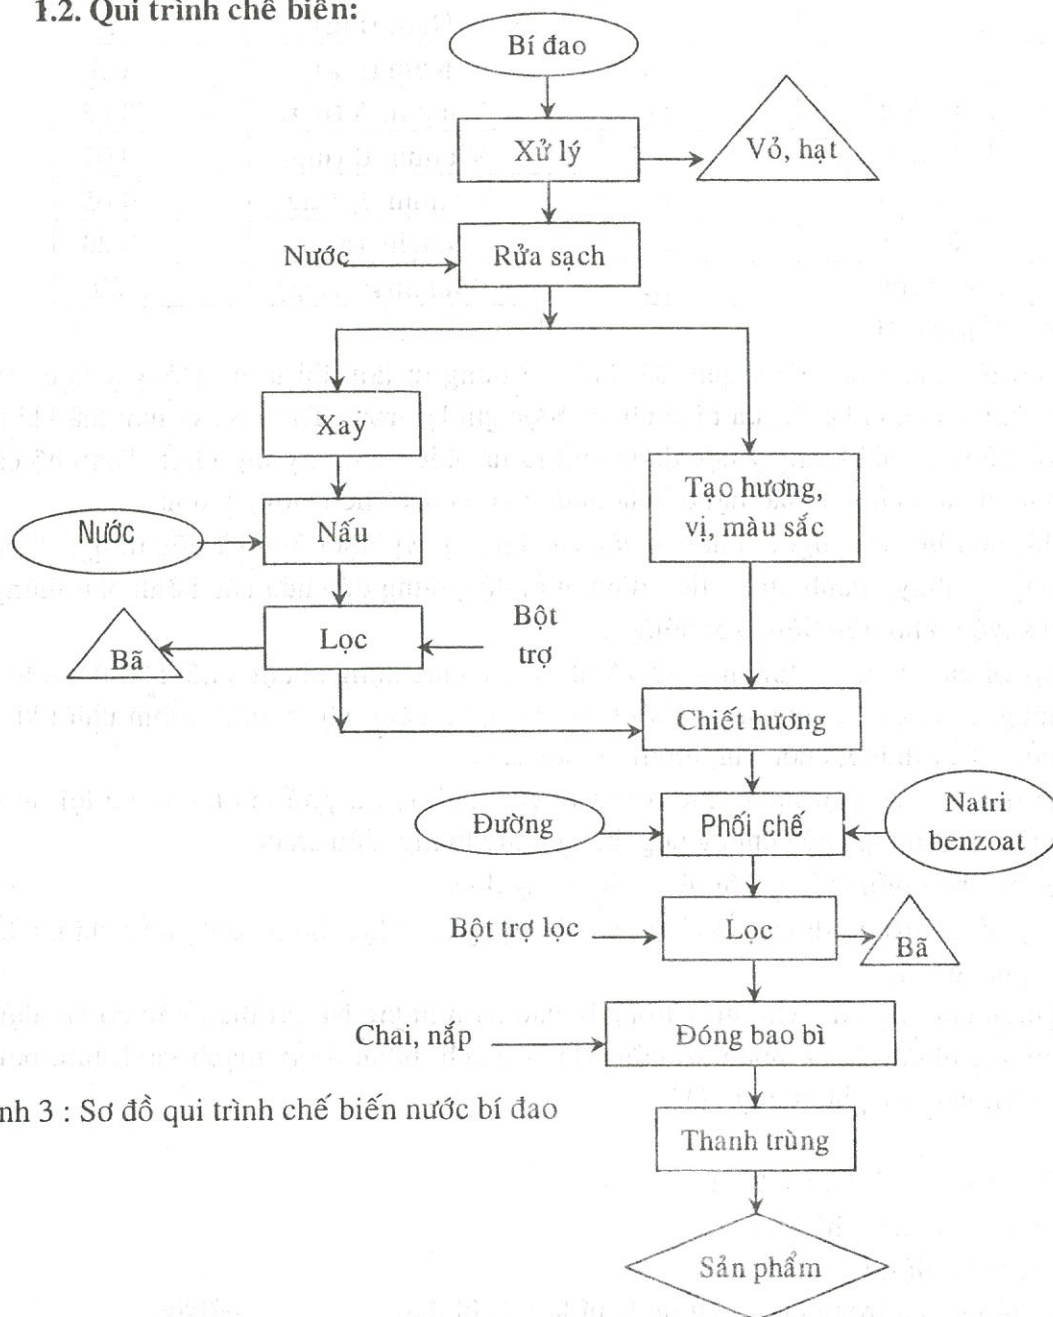 1.2. Qui trình chế biến:
Bí đao
Xử lý
Vỏ, hạt
Nước
Rửa sạch
Xay
Tạo hương,
vị, màu sắc
Nước
Nấu
Lọc
Bột
trợ
Bã
Chiết hương
Đường
Phối chế
Natri
benzoat
Bột trợ lọc
Lọc
Bã
Chai, nắp
Đóng bao bì
nh 3 : Sơ đồ qui trình chế biến nước bí đao
Thanh trùng
Sản phẩm